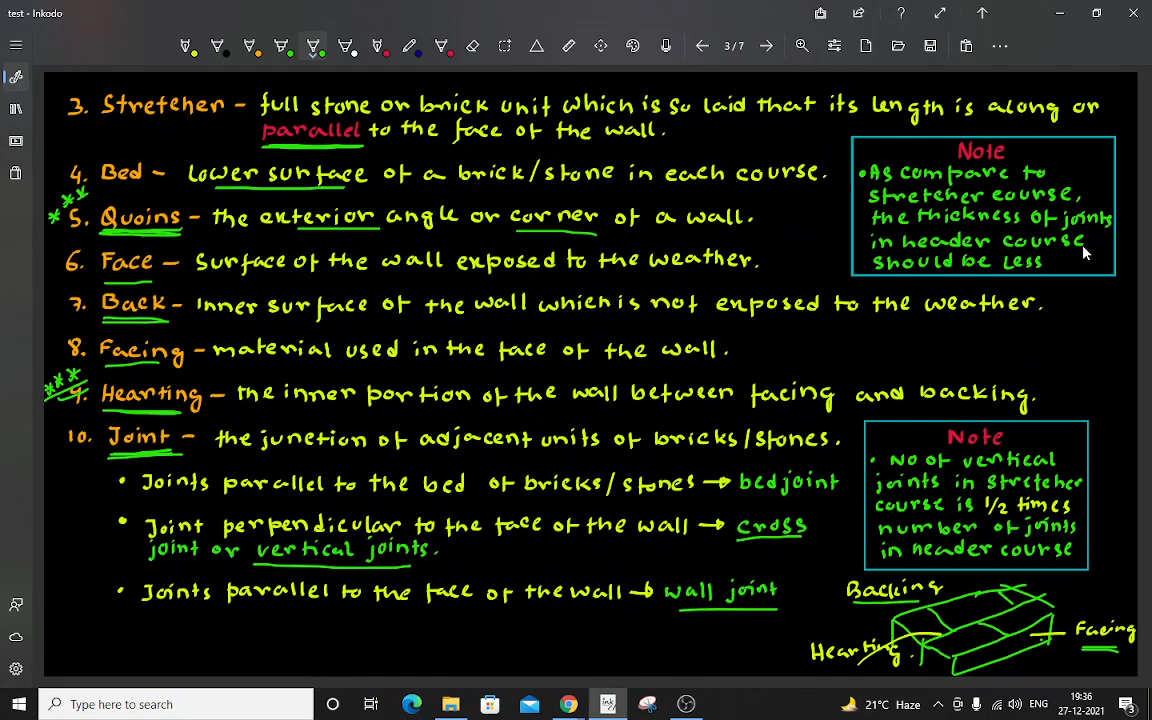 test - Inkodo
3/7
3. Stretcher - full stone or brick unit which is so laid that its length is along or
parallel to the face of the wall.
4. Bed - lower surface of a brick/stone in each course.
5. Quoins - the exterior angle or corner of a wall.
6. Face - Surface of the wall exposed to the weather.
7. Back - inner surface of the wall which is not exposed to the weather.
8. Facing - material used in the face of the wall.
9. Hearting - the inner portion of the wall between facing and backing.
10. Joint - the junction of adjacent units of bricks/stones.
• Joints parallel to the bed of bricks/stones → bed joint
• Joint perpendicular to the face of the wall → cross
joint or vertical joints.
• Joints parallel to the face of the wall → wall joint
Note
• As compare to
stretcher course,
the thickness of joints
in header course
should be less
Note
• No of vertical
joints in stretcher
course is 1/2 times
number of joints
in header course
Backing
Hearting
Facing
Type here to search
21°C Haze
ENG
19:36
27-12-2021
3